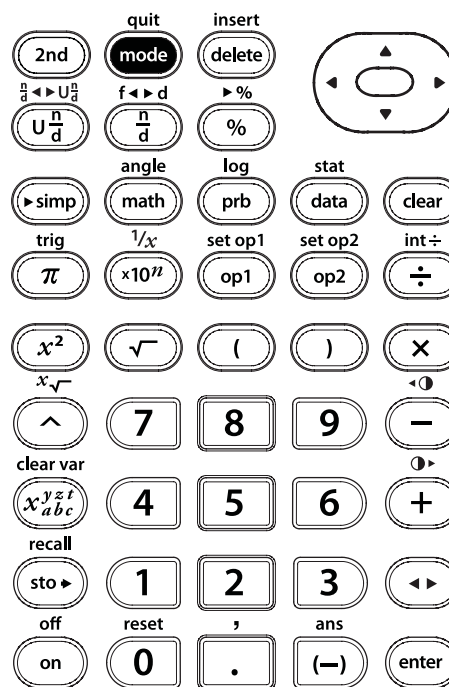 quit insert
2nd mode delete
n/d ◂ ▸ U n/d f ◂ ▸ d ▸ %
U n/d n/d %
angle log stat
▸simp math prb data clear
trig 1/x set op1 set op2 int÷
π ×10ⁿ op1 op2 ÷
x² √ ( ) ×
ˣ√
^ 7 8 9 −
clear var
x y z t a b c 4 5 6 +
recall
sto ▸ 1 2 3 ◂ ▸
off reset , ans
on 0 . (−) enter